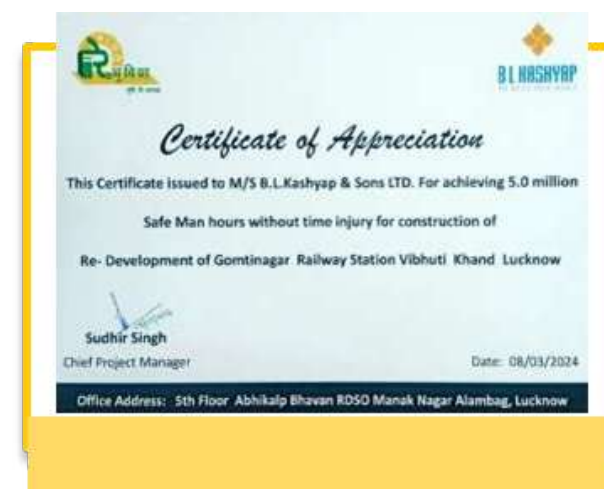 रेल भूमि
B L KASHYAP
Certificate of Appreciation
This Certificate issued to M/S B.L.Kashyap & Sons LTD. For achieving 5.0 million
Safe Man hours without time injury for construction of
Re- Development of Gomtinagar Railway Station Vibhuti Khand Lucknow
Sudhir Singh
Chief Project Manager
Date: 08/03/2024
Office Address: 5th Floor Abhikalp Bhavan RDSO Manak Nagar Alambag, Lucknow